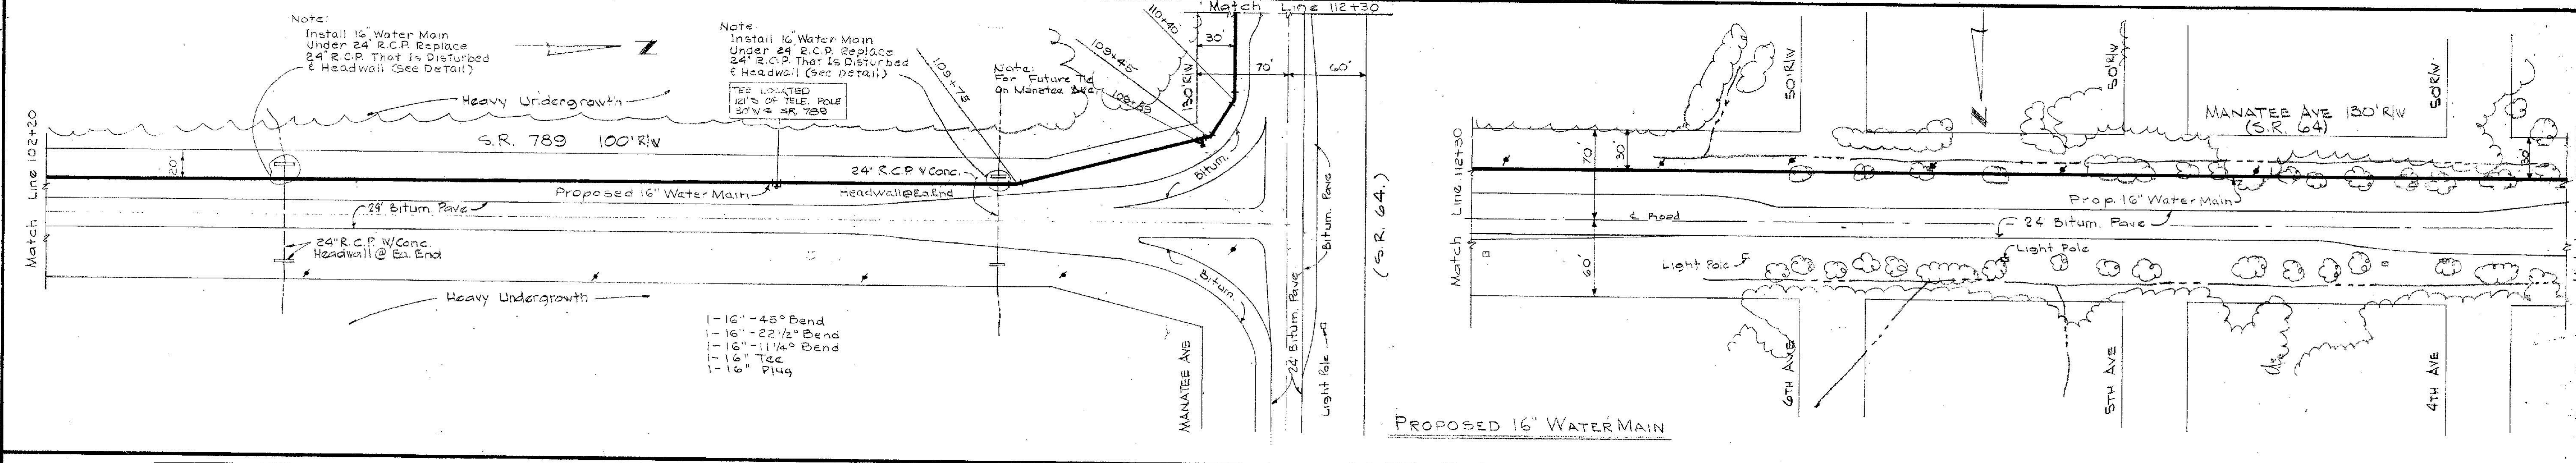 Note:
Install 16" Water Main
Under 24" R.C.P. Replace
24" R.C.P. That Is Disturbed
& Headwall (See Detail)
Z
Note:
Install 16" Water Main
Under 24" R.C.P. Replace
24" R.C.P. That Is Disturbed
& Headwall (See Detail)
TEE LOCATED
121'S OF TELE. POLE
30'W & SR. 789
109+75
Note:
For Future Tie
On Manatee Ave.
109+45
110+40
Match Line 112+30
30'
70'
60'
130' R/W
Heavy Undergrowth
Match Line 102+20
20'
S.R. 789 100' R/W
24" R.C.P. W/Conc.
Headwall @ Ea. End
Proposed 16" Water Main
24' Bitum. Pave
24" R.C.P. W/Conc.
Headwall @ Ea. End
Heavy Undergrowth
Bitum.
Bitum.
Bitum. Pave
(S.R. 64.)
24' Bitum. Pave.
Light Pole
MANATEE AVE
1-16"-45° Bend
1-16"-22 1/2° Bend
1-16"-11 1/4° Bend
1-16" Tee
1-16" Plug
Match Line 112+30
70'
30'
60'
50' R/W
Z
50' R/W
MANATEE AVE 130' R/W
(S.R. 64)
50' R/W
30'
Prop. 16" Water Main
℄ Road
24' Bitum. Pave
Light Pole
Light Pole
6TH AVE
5TH AVE
4TH AVE
PROPOSED 16" WATER MAIN